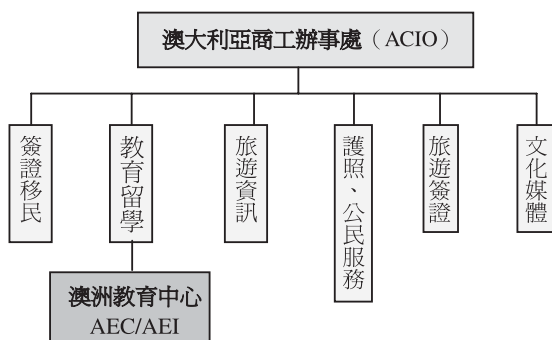 澳大利亞商工辦事處（ACIO）
簽證移民
教育留學
旅遊資訊
護照、公民服務
旅遊簽證
文化媒體
澳洲教育中心
AEC/AEI